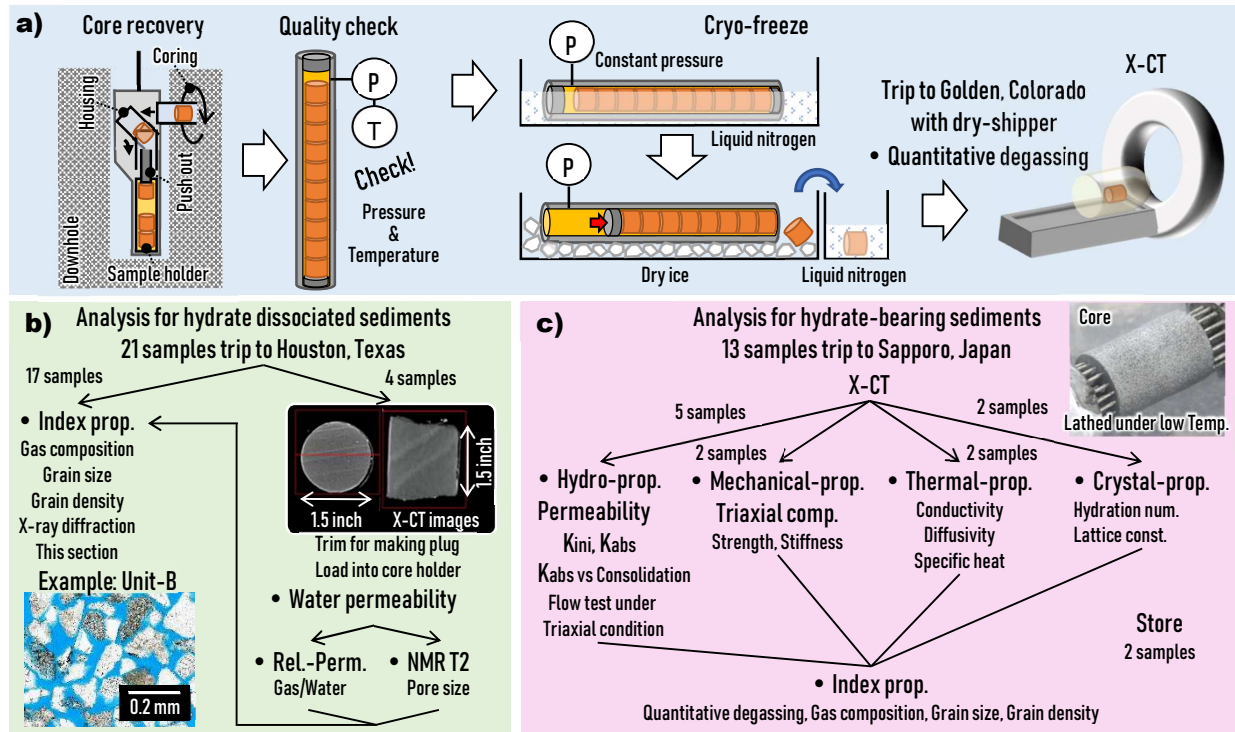 a)
Core recovery
Coring
Housing
Push out
Downhole
Sample holder
Quality check
P
T
Check!
Pressure
&
Temperature
Cryo-freeze
P
Constant pressure
Liquid nitrogen
P
Dry ice
Liquid nitrogen
Trip to Golden, Colorado
with dry-shipper
• Quantitative degassing
X-CT
b)
Analysis for hydrate dissociated sediments
21 samples trip to Houston, Texas
17 samples
4 samples
• Index prop.
Gas composition
Grain size
Grain density
X-ray diffraction
This section
Example: Unit-B
0.2 mm
1.5 inch
1.5 inch
X-CT images
Trim for making plug
Load into core holder
• Water permeability
• Rel.-Perm.
Gas/Water
• NMR T2
Pore size
c)
Analysis for hydrate-bearing sediments
13 samples trip to Sapporo, Japan
Core
Lathed under low Temp.
X-CT
5 samples
2 samples
2 samples
2 samples
• Hydro-prop.
Permeability
Kini, Kabs
Kabs vs Consolidation
Flow test under
Triaxial condition
• Mechanical-prop.
Triaxial comp.
Strength, Stiffness
• Thermal-prop.
Conductivity
Diffusivity
Specific heat
• Crystal-prop.
Hydration num.
Lattice const.
Store
2 samples
• Index prop.
Quantitative degassing, Gas composition, Grain size, Grain density